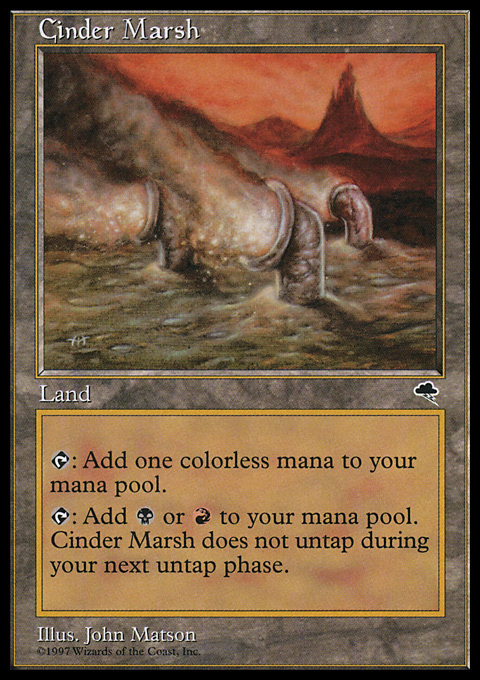 Cinder Marsh
Land
: Add one colorless mana to your
mana pool.
: Add or to your mana pool.
Cinder Marsh does not untap during
your next untap phase.
Illus. John Matson
©1997 Wizards of the Coast, Inc.